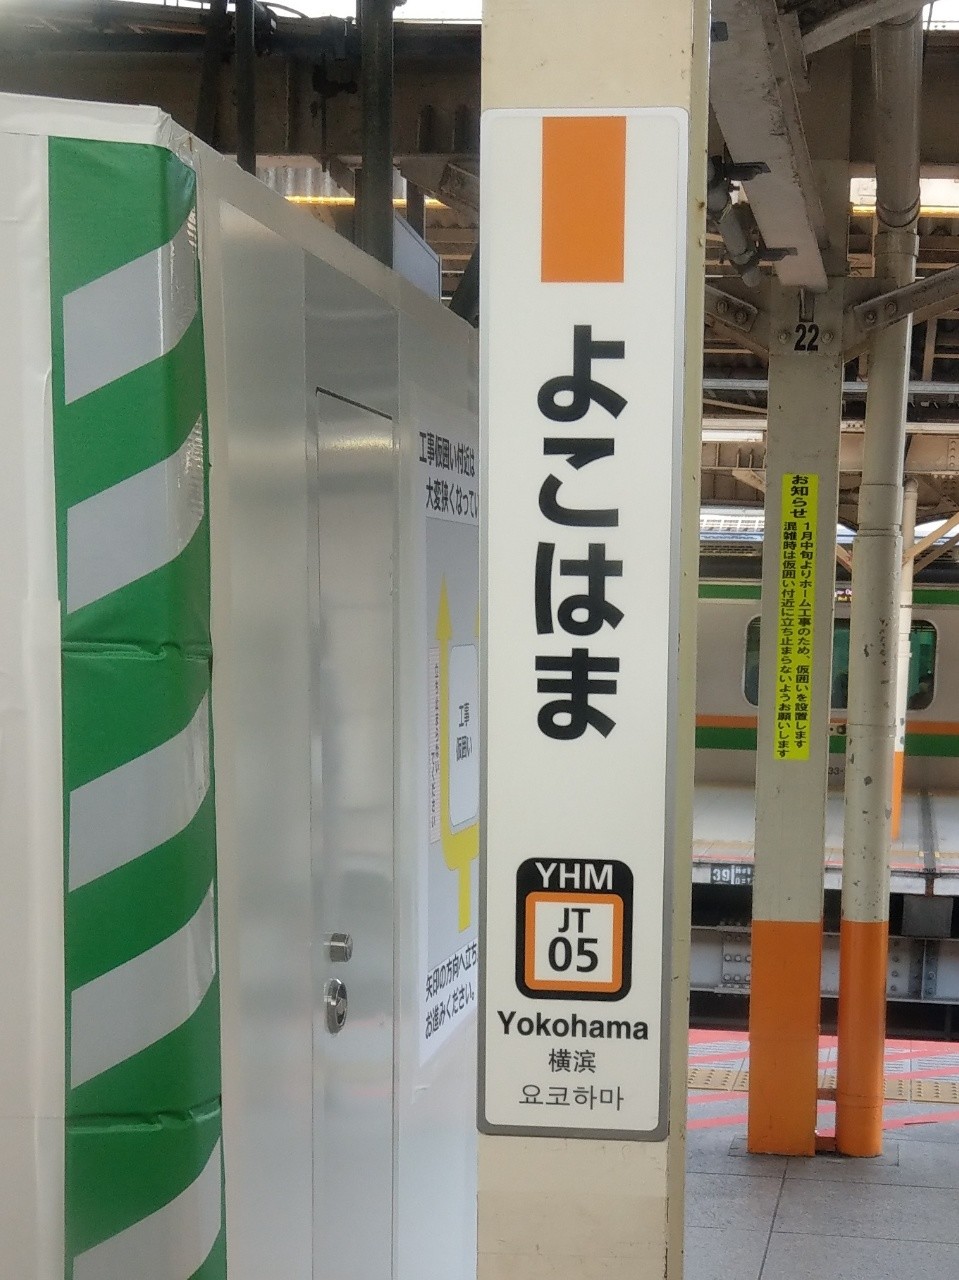 よこはま
YHM
JT
05
Yokohama
横浜
요코하마
工事仮囲い付近は
大変狭くなってい
工事
仮囲い
矢印の方向へ立ち
お進みください。
22
お知らせ
1月中旬よりホーム工事のため、仮囲いを設置します
混雑時は仮囲い付近に立ち止まらないようお願いします
33-
39